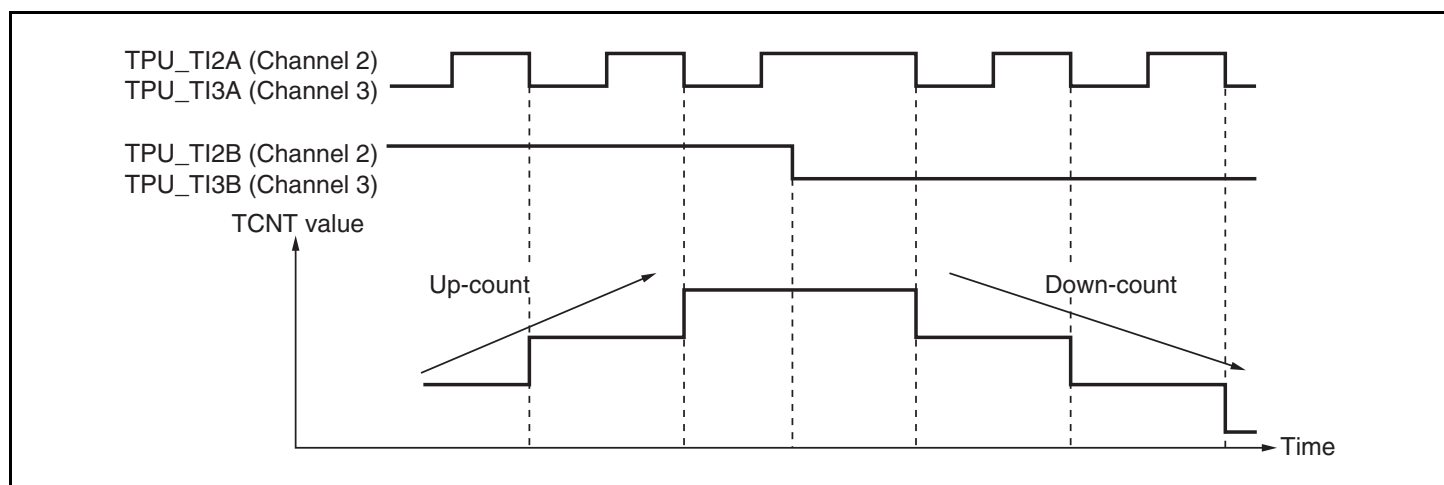 TPU_TI2A (Channel 2)
TPU_TI3A (Channel 3)
TPU_TI2B (Channel 2)
TPU_TI3B (Channel 3)
TCNT value
Up-count
Down-count
Time